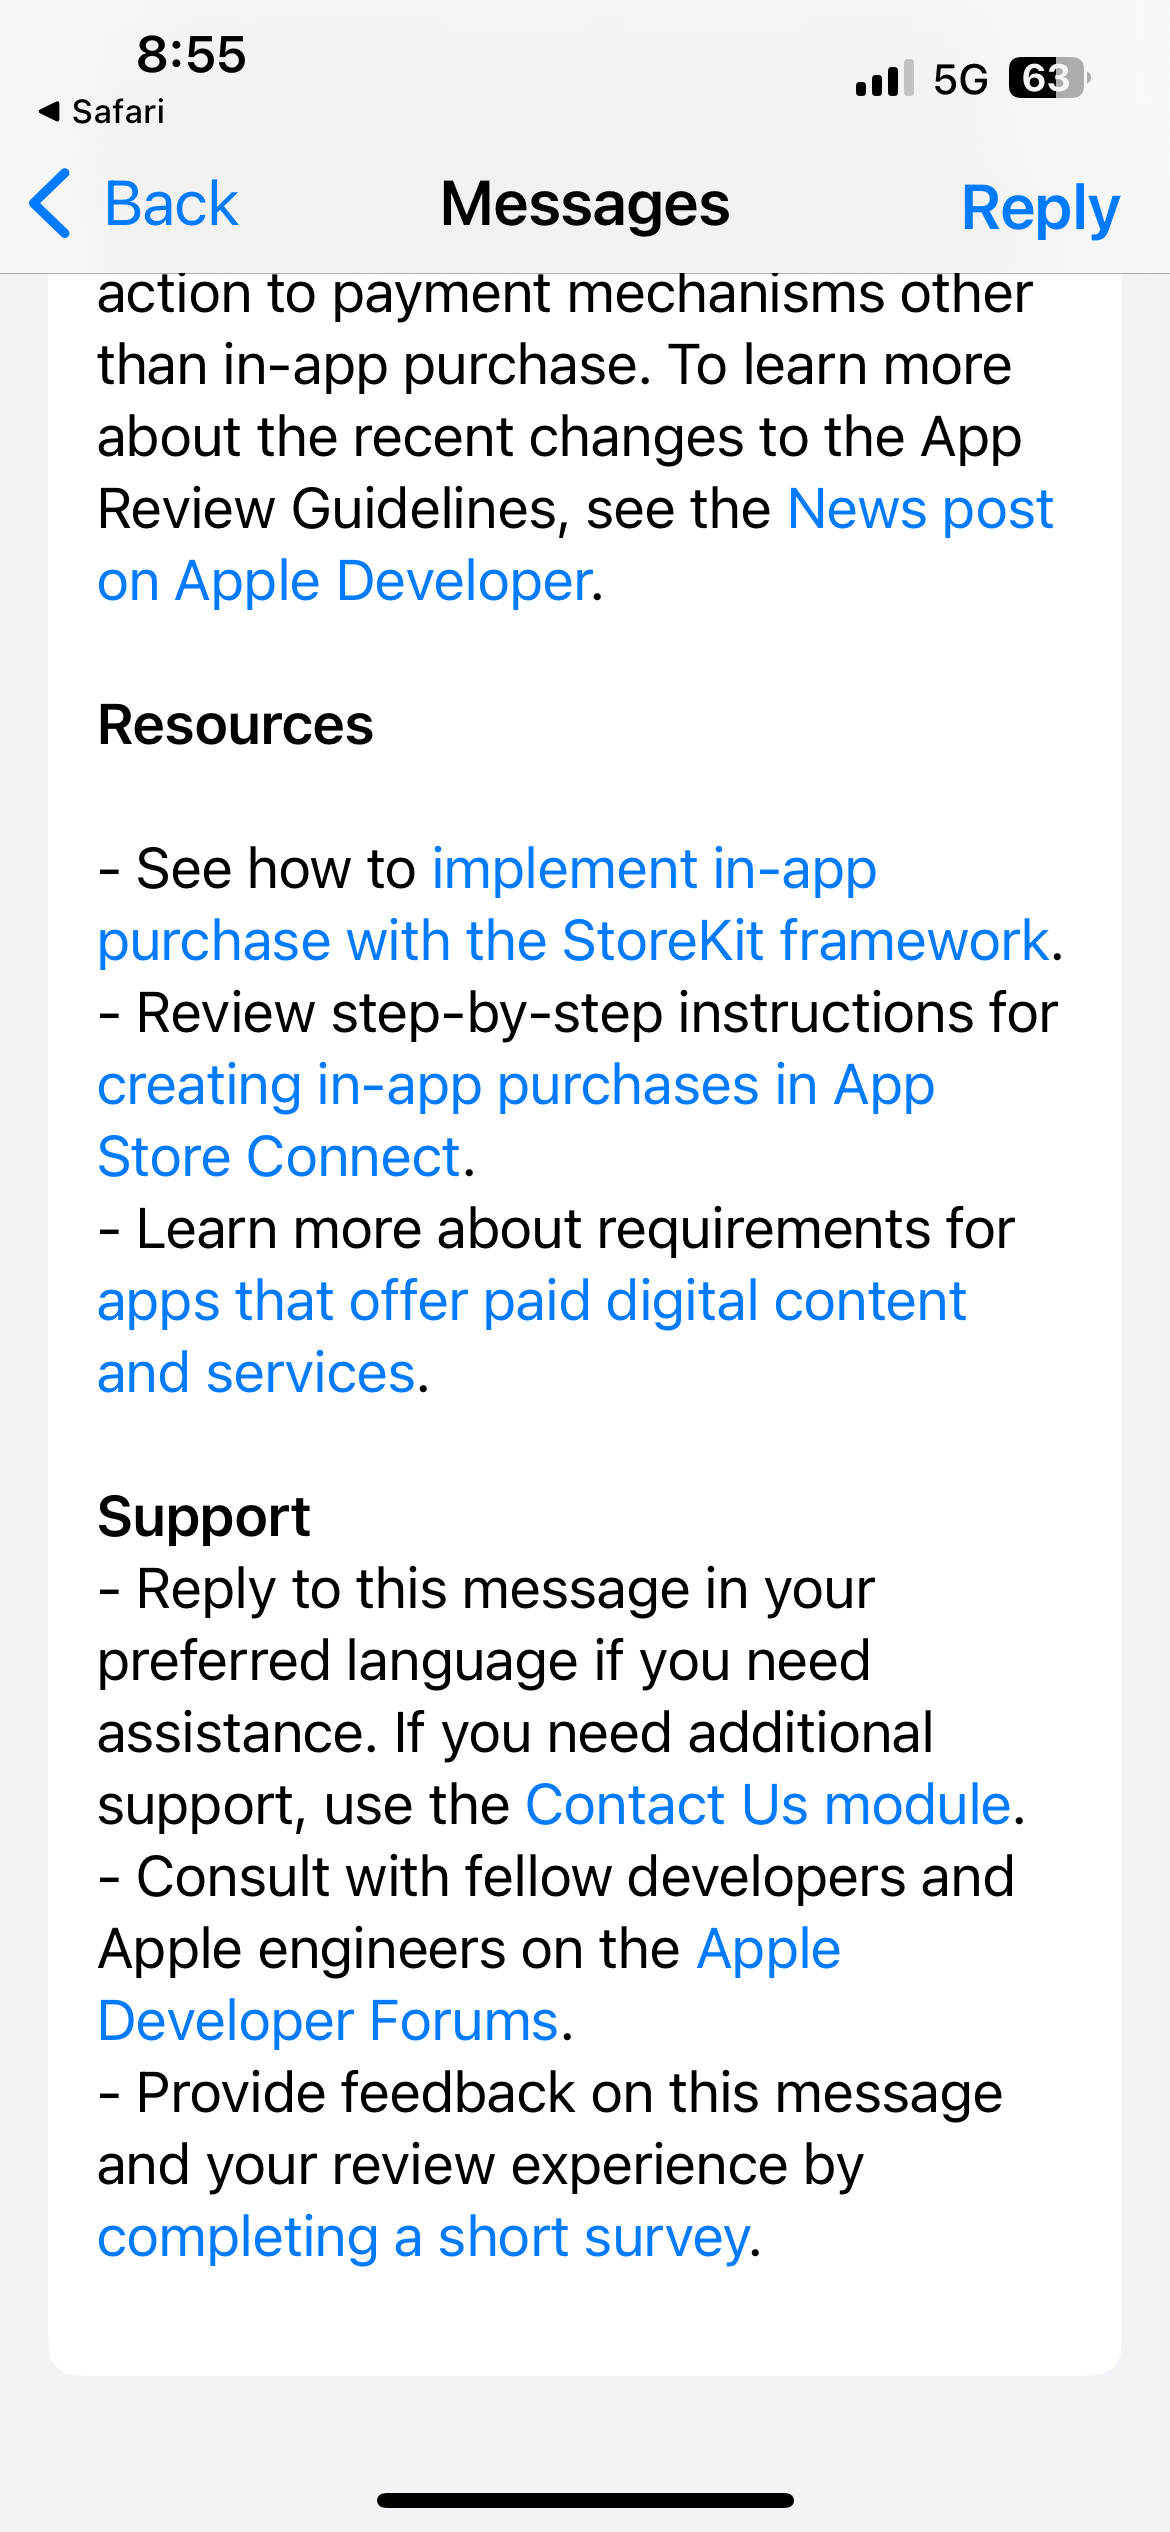 8:55
5G
63
◀ Safari
Back
Messages
Reply
action to payment mechanisms other
than in-app purchase. To learn more
about the recent changes to the App
Review Guidelines, see the News post
on Apple Developer.
Resources
- See how to implement in-app
purchase with the StoreKit framework.
- Review step-by-step instructions for
creating in-app purchases in App
Store Connect.
- Learn more about requirements for
apps that offer paid digital content
and services.
Support
- Reply to this message in your
preferred language if you need
assistance. If you need additional
support, use the Contact Us module.
- Consult with fellow developers and
Apple engineers on the Apple
Developer Forums.
- Provide feedback on this message
and your review experience by
completing a short survey.